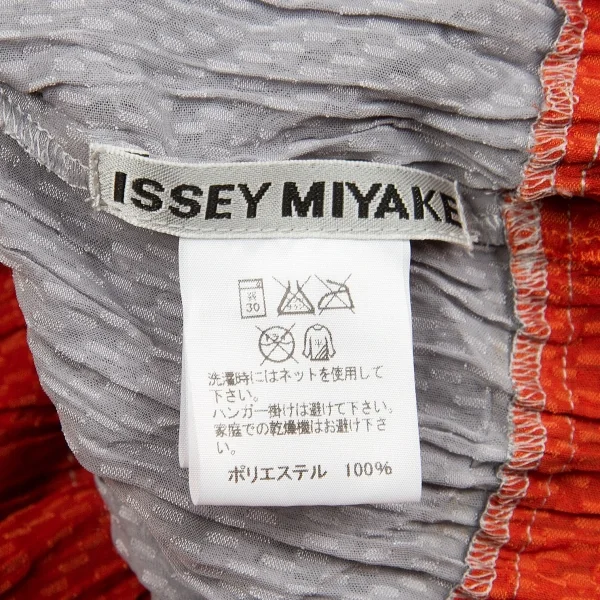 ISSEY MIYAKE
弱
30
平
洗濯時にはネットを使用して
下さい。
ハンガー掛けは避けて下さい。
家庭での乾燥機はお避け下さ
い。
ポリエステル 100%